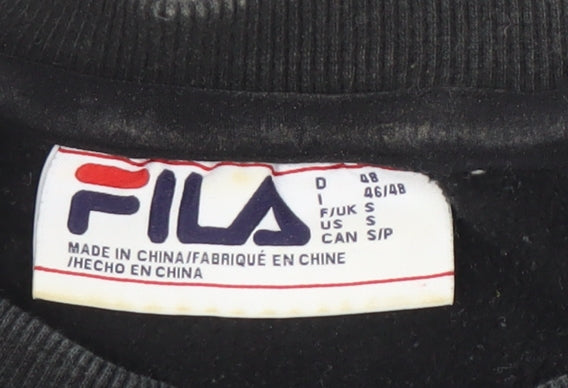 FILA
D 48
I 46/48
F/UK S
US S
CAN S/P
MADE IN CHINA/FABRIQUÉ EN CHINE
/HECHO EN CHINA